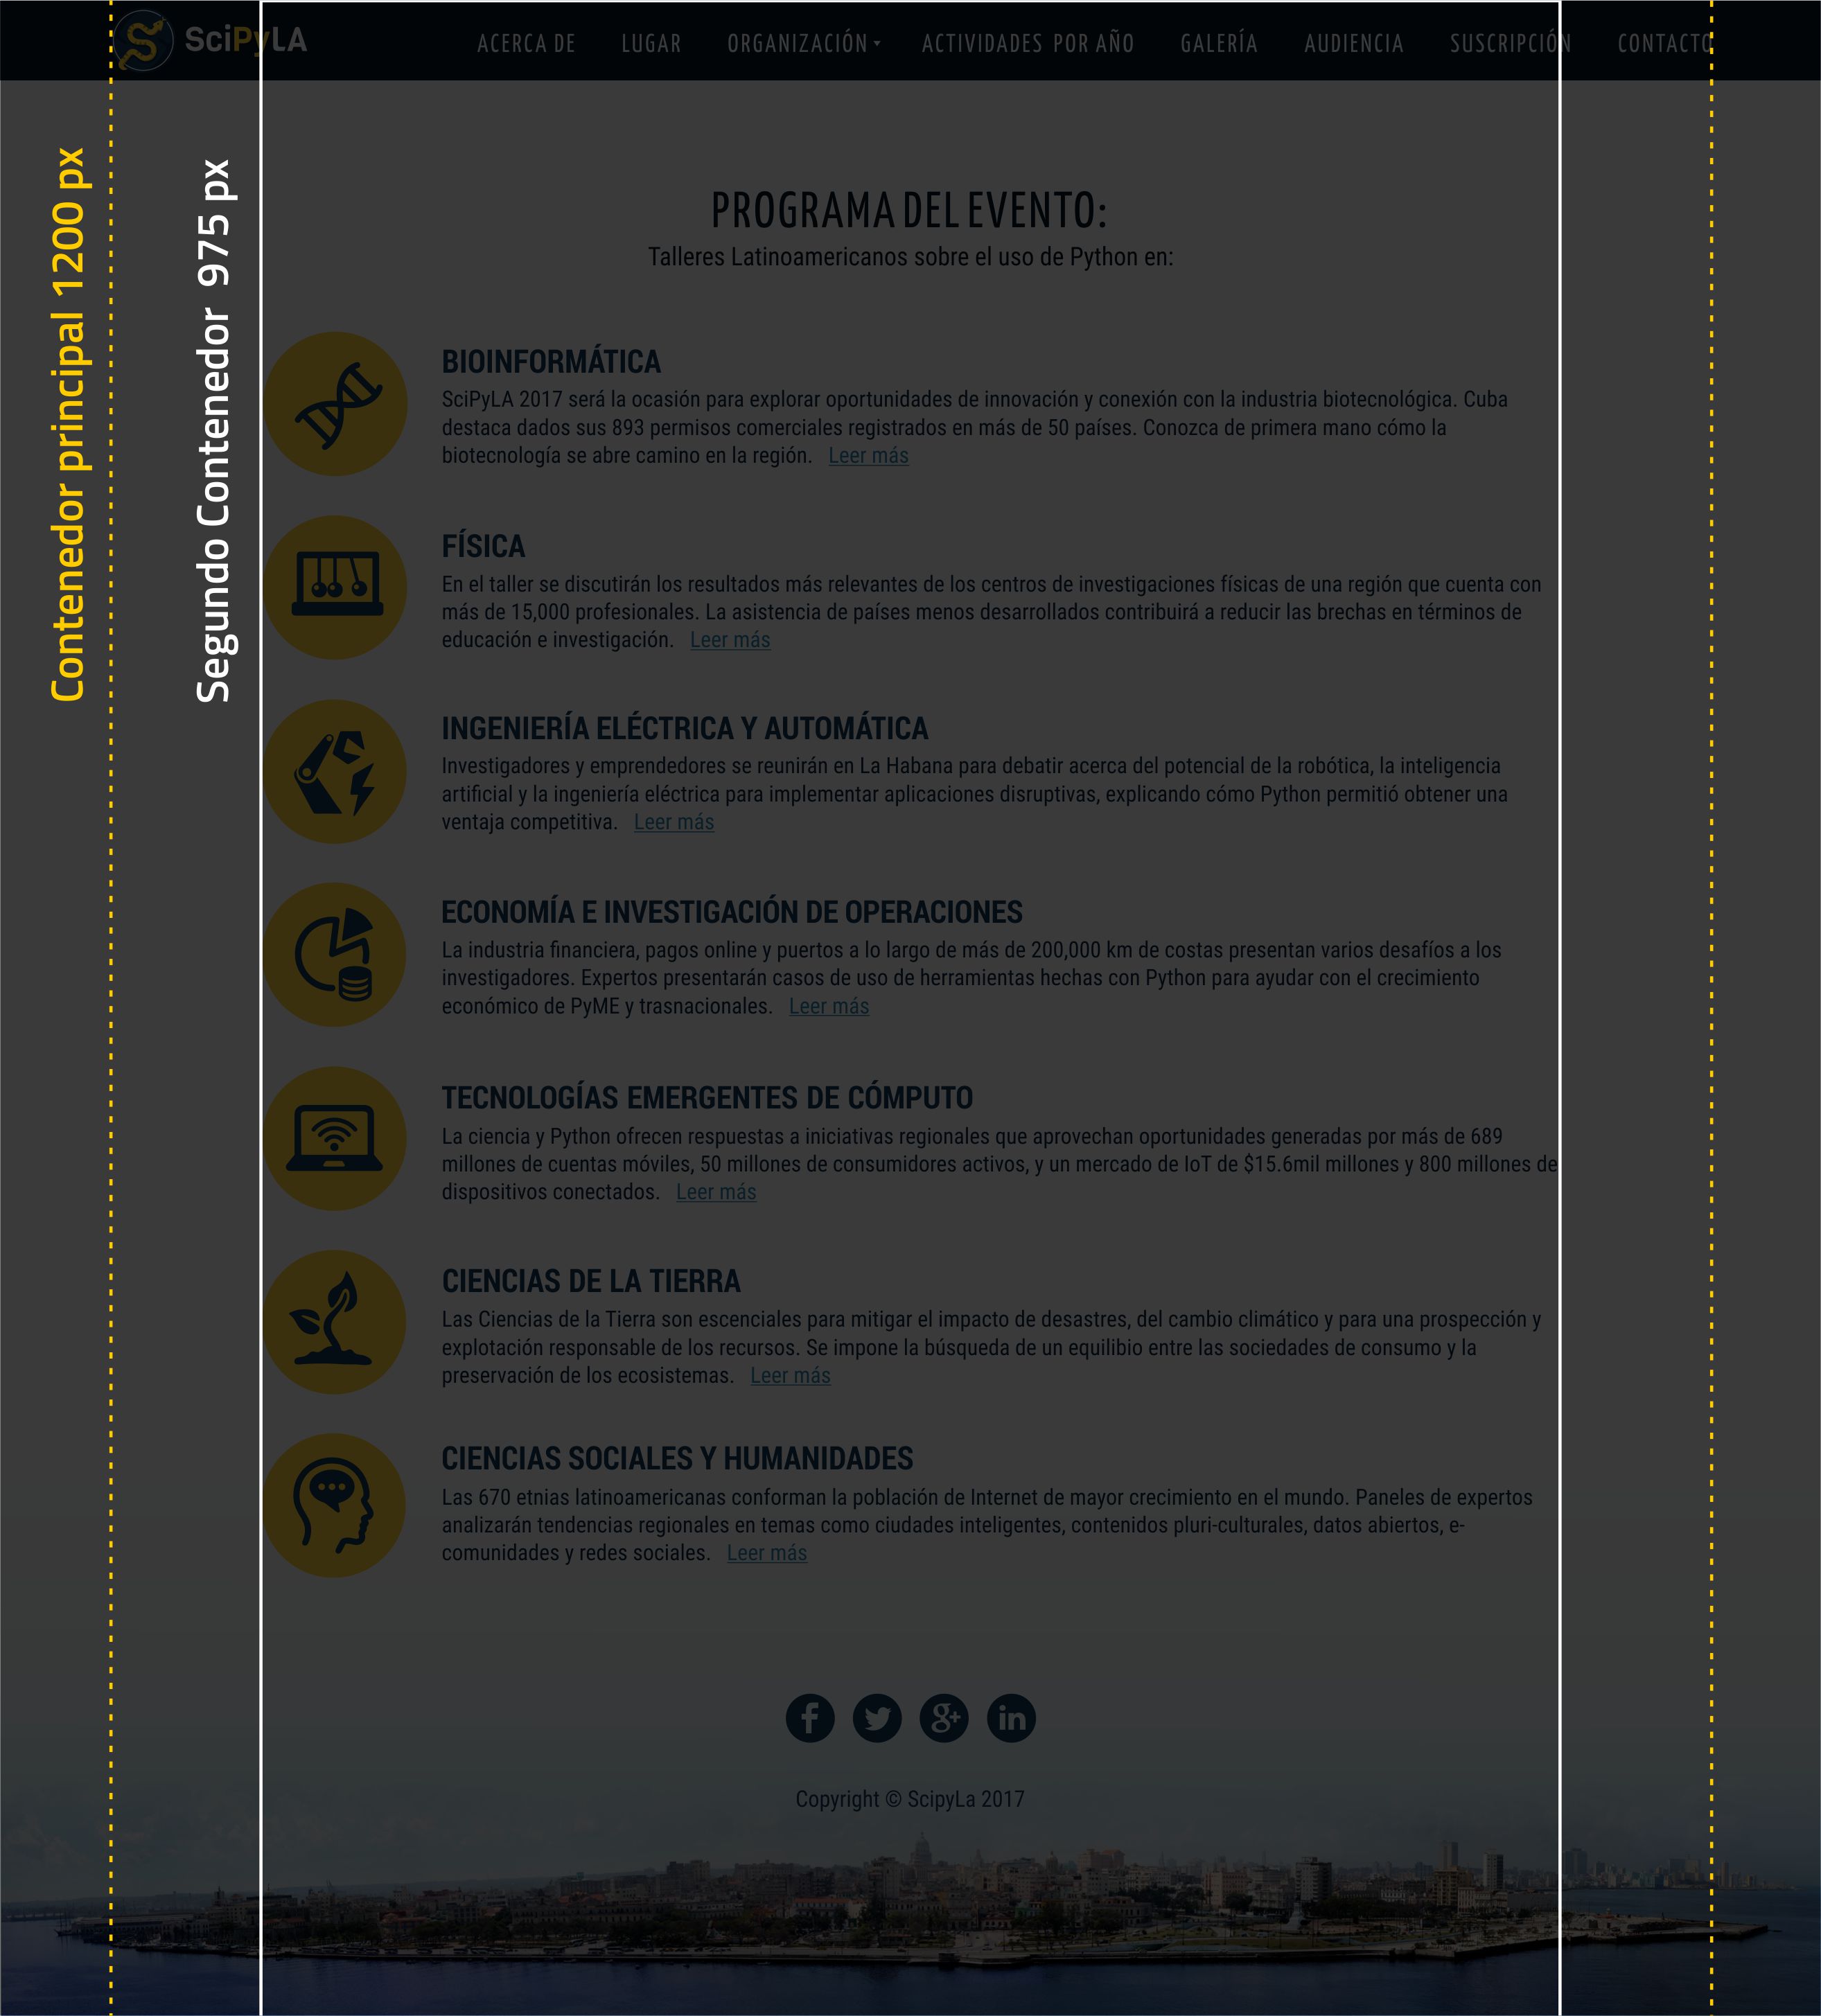 SciPyLA
ACERCA DE LUGAR ORGANIZACIÓN ACTIVIDADES POR AÑO GALERÍA AUDIENCIA SUSCRIPCIÓN CONTACTO
Contenedor principal 1200 px
Segundo Contenedor 975 px
PROGRAMA DEL EVENTO:
Talleres Latinoamericanos sobre el uso de Python en:
BIOINFORMÁTICA
SciPyLA 2017 será la ocasión para explorar oportunidades de innovación y conexión con la industria biotecnológica. Cuba
destaca dados sus 893 permisos comerciales registrados en más de 50 países. Conozca de primera mano cómo la
biotecnología se abre camino en la región. Leer más
FÍSICA
En el taller se discutirán los resultados más relevantes de los centros de investigaciones físicas de una región que cuenta con
más de 15,000 profesionales. La asistencia de países menos desarrollados contribuirá a reducir las brechas en términos de
educación e investigación. Leer más
INGENIERÍA ELÉCTRICA Y AUTOMÁTICA
Investigadores y emprendedores se reunirán en La Habana para debatir acerca del potencial de la robótica, la inteligencia
artificial y la ingeniería eléctrica para implementar aplicaciones disruptivas, explicando cómo Python permitió obtener una
ventaja competitiva. Leer más
ECONOMÍA E INVESTIGACIÓN DE OPERACIONES
La industria financiera, pagos online y puertos a lo largo de más de 200,000 km de costas presentan varios desafíos a los
investigadores. Expertos presentarán casos de uso de herramientas hechas con Python para ayudar con el crecimiento
económico de PyME y trasnacionales. Leer más
TECNOLOGÍAS EMERGENTES DE CÓMPUTO
La ciencia y Python ofrecen respuestas a iniciativas regionales que aprovechan oportunidades generadas por más de 689
millones de cuentas móviles, 50 millones de consumidores activos, y un mercado de IoT de $15.6mil millones y 800 millones de
dispositivos conectados. Leer más
CIENCIAS DE LA TIERRA
Las Ciencias de la Tierra son escenciales para mitigar el impacto de desastres, del cambio climático y para una prospección y
explotación responsable de los recursos. Se impone la búsqueda de un equilibio entre las sociedades de consumo y la
preservación de los ecosistemas. Leer más
CIENCIAS SOCIALES Y HUMANIDADES
Las 670 etnias latinoamericanas conforman la población de Internet de mayor crecimiento en el mundo. Paneles de expertos
analizarán tendencias regionales en temas como ciudades inteligentes, contenidos pluri-culturales, datos abiertos, e-
comunidades y redes sociales. Leer más
Copyright © ScipyLa 2017